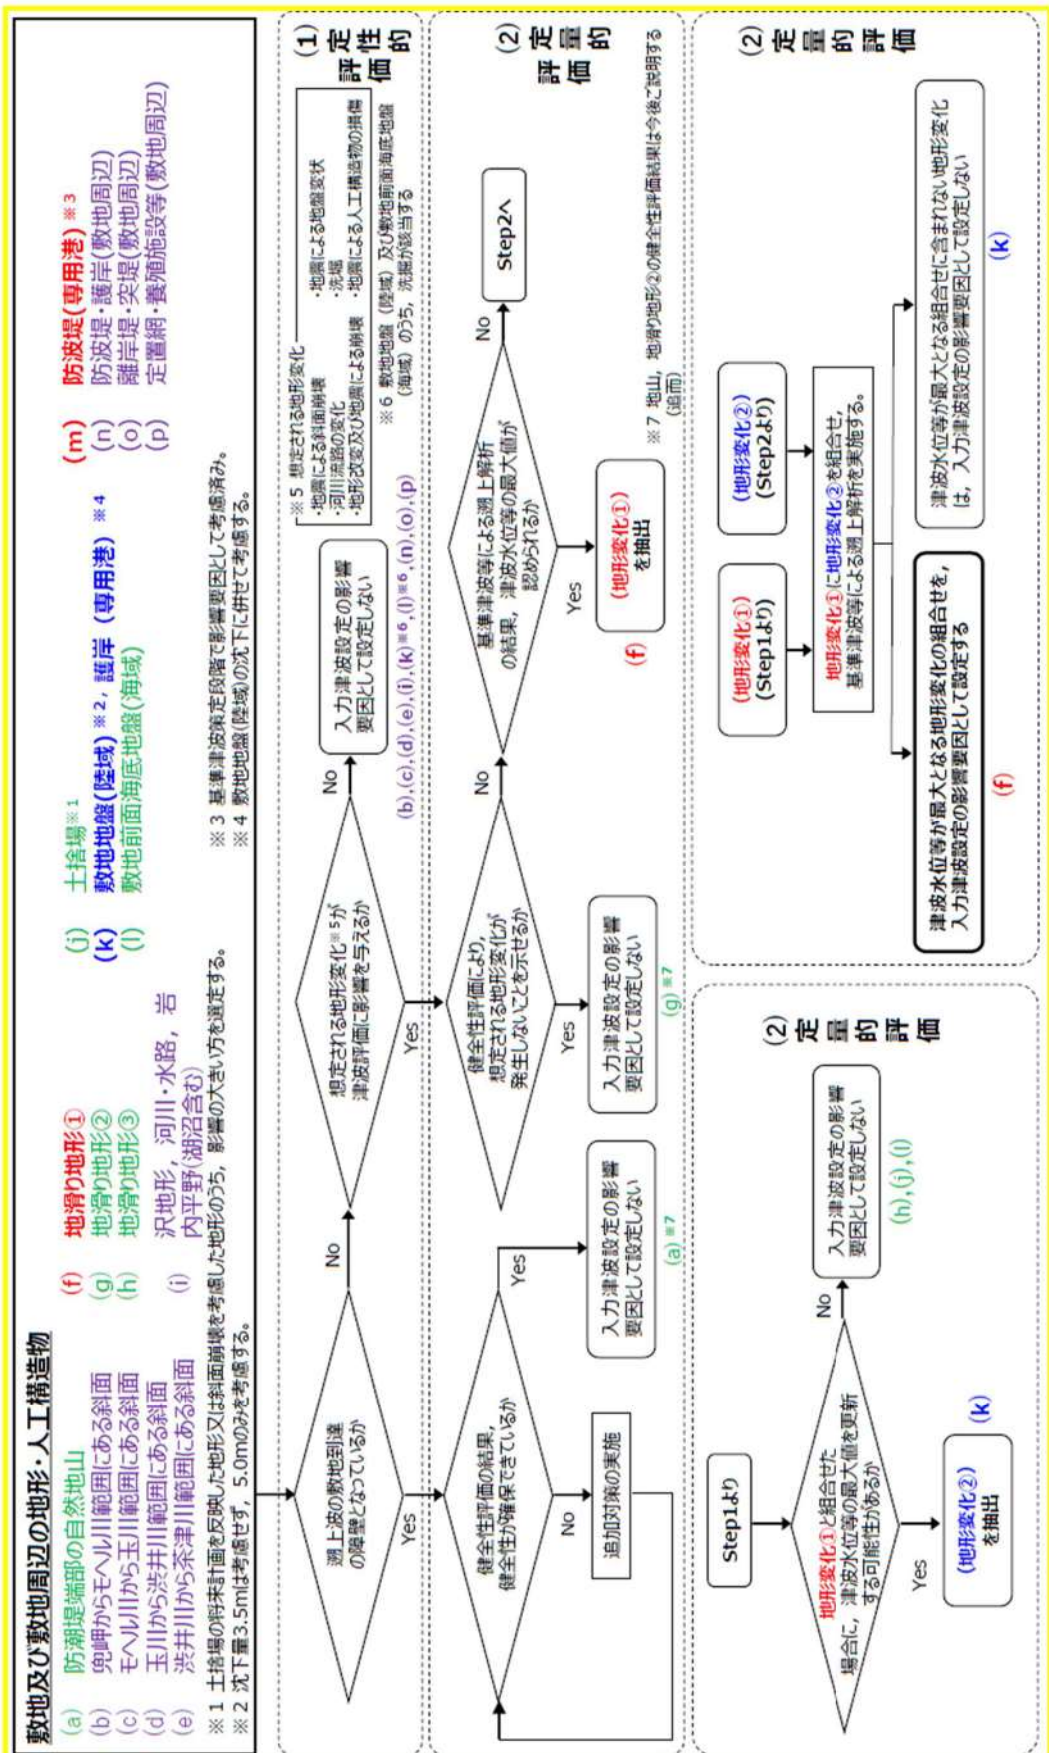 敷地及び敷地周辺の地形・人工構造物
(a) 防潮堤端部の自然地山
(b) 兜岬からモヘル川範囲にある斜面
(c) モヘル川から玉川範囲にある斜面
(d) 玉川から渋井川範囲にある斜面
(e) 渋井川から茶津川範囲にある斜面
(f) 地滑り地形①
(g) 地滑り地形②
(h) 地滑り地形③
(i) 沢地形，河川・水路，岩
内平野(湖沼含む)
(j) 土捨場※1
(k) 敷地地盤(陸域)※2，護岸（専用港）※4
(l) 敷地前面海底地盤(海域)
(m) 防波堤(専用港)※3
(n) 防波堤・護岸(敷地周辺)
(o) 離岸堤・突堤(敷地周辺)
(p) 定置網・養殖施設等(敷地周辺)
※1 土捨場の将来計画を反映した地形又は斜面崩壊を考慮した地形のうち，影響の大きい方を選定する。
※2 沈下量3.5mは考慮せず，5.0mのみを考慮する。
※3 基準津波策定段階で影響要因として考慮済み。
※4 敷地地盤(陸域)の沈下に併せて考慮する。
遡上波の敷地到達
の障壁となっているか
No
Yes
想定される地形変化※5が
津波評価に影響を与えるか
No
Yes
入力津波設定の影響
要因として設定しない
(b),(c),(d),(e),(i),(k)※6,(l)※6,(n),(o),(p)
※5 想定される地形変化
・地震による斜面崩壊
・河川流路の変化
・地形改変及び地震による崩壊
・地震による地盤変状
・洗掘
・地震による人工構造物の損傷
※6 敷地地盤（陸域）及び敷地前面海底地盤
(海域）のうち，洗掘が該当する
(1)
定性的
評価
健全性評価の結果，
健全性が確保できているか
Yes
No
追加対策の実施
入力津波設定の影響
要因として設定しない
(a)※7
健全性評価により，
想定される地形変化が
発生しないことを示せるか
No
Yes
入力津波設定の影響
要因として設定しない
(g)※7
基準津波等による遡上解析
の結果，津波水位等の最大値が
認められるか
No
Yes
Step2へ
(地形変化①)
を抽出
(f)
※7 地山，地滑り地形②の健全性評価結果は今後ご説明する
(追而)
(2)
定量的
評価
Step1より
地形変化①と組合せた
場合に，津波水位等の最大値を更新
する可能性があるか
No
Yes
入力津波設定の影響
要因として設定しない
(h),(j),(l)
(地形変化②)
を抽出
(k)
(2)
定量的評価
(地形変化①)
(Step1より)
(地形変化②)
(Step2より)
地形変化①に地形変化②を組合せ，
基準津波等による遡上解析を実施する。
津波水位等が最大となる地形変化の組合せを，
入力津波設定の影響要因として設定する
(f)
津波水位等が最大となる組合せに含まれない地形変化
は，入力津波設定の影響要因として設定しない
(k)
(2)
定量的評価